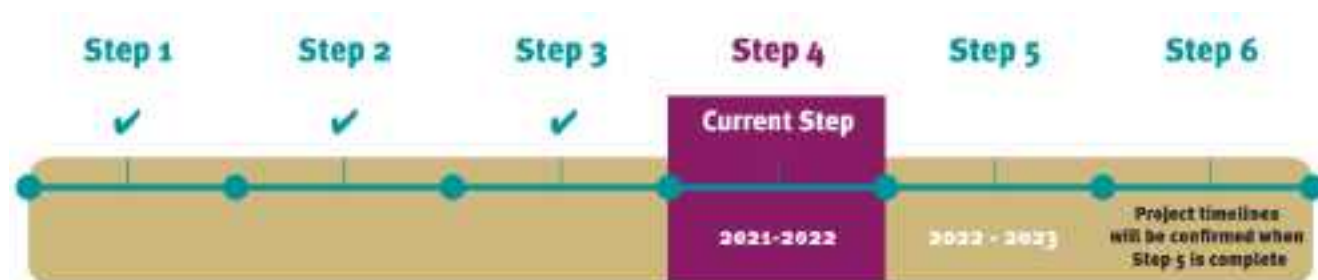 Step 1 Step 2 Step 3 Step 4 Step 5 Step 6
Current Step
2021-2022
2022 - 2023
Project timelines
will be confirmed when
Step 5 is complete